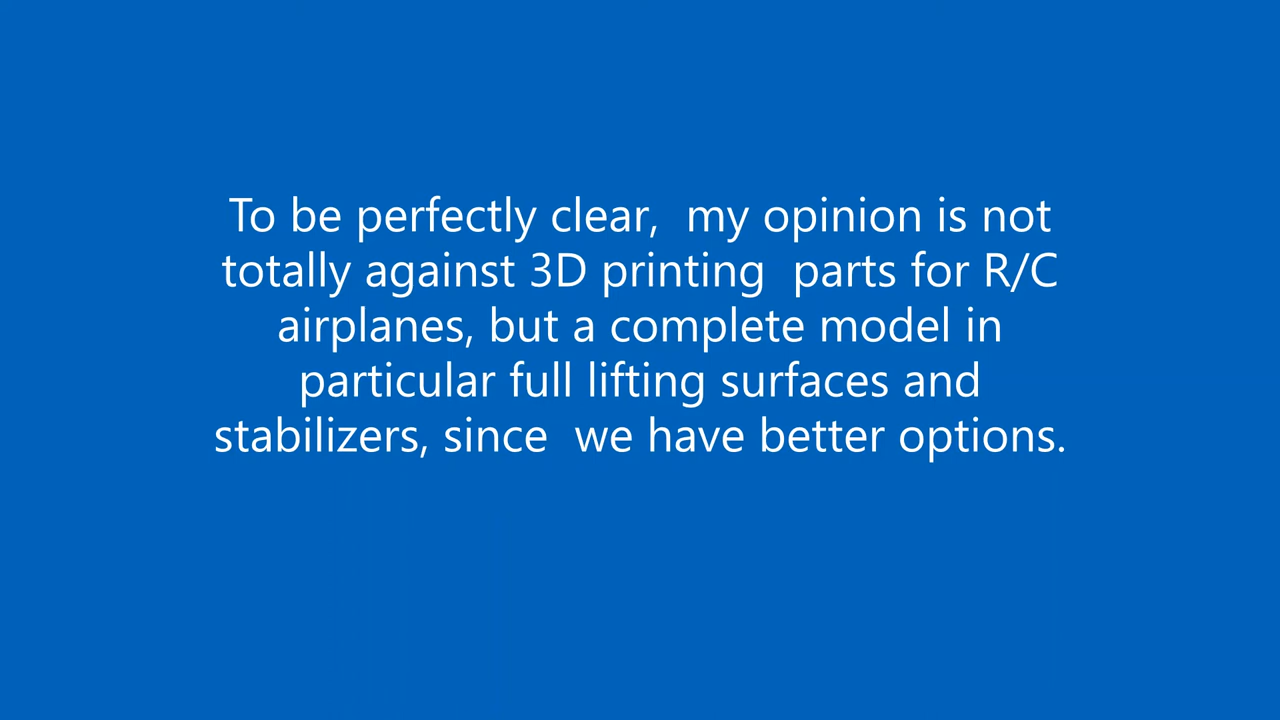 To be perfectly clear,  my opinion is not
totally against 3D printing  parts for R/C
airplanes, but a complete model in
particular full lifting surfaces and
stabilizers, since  we have better options.